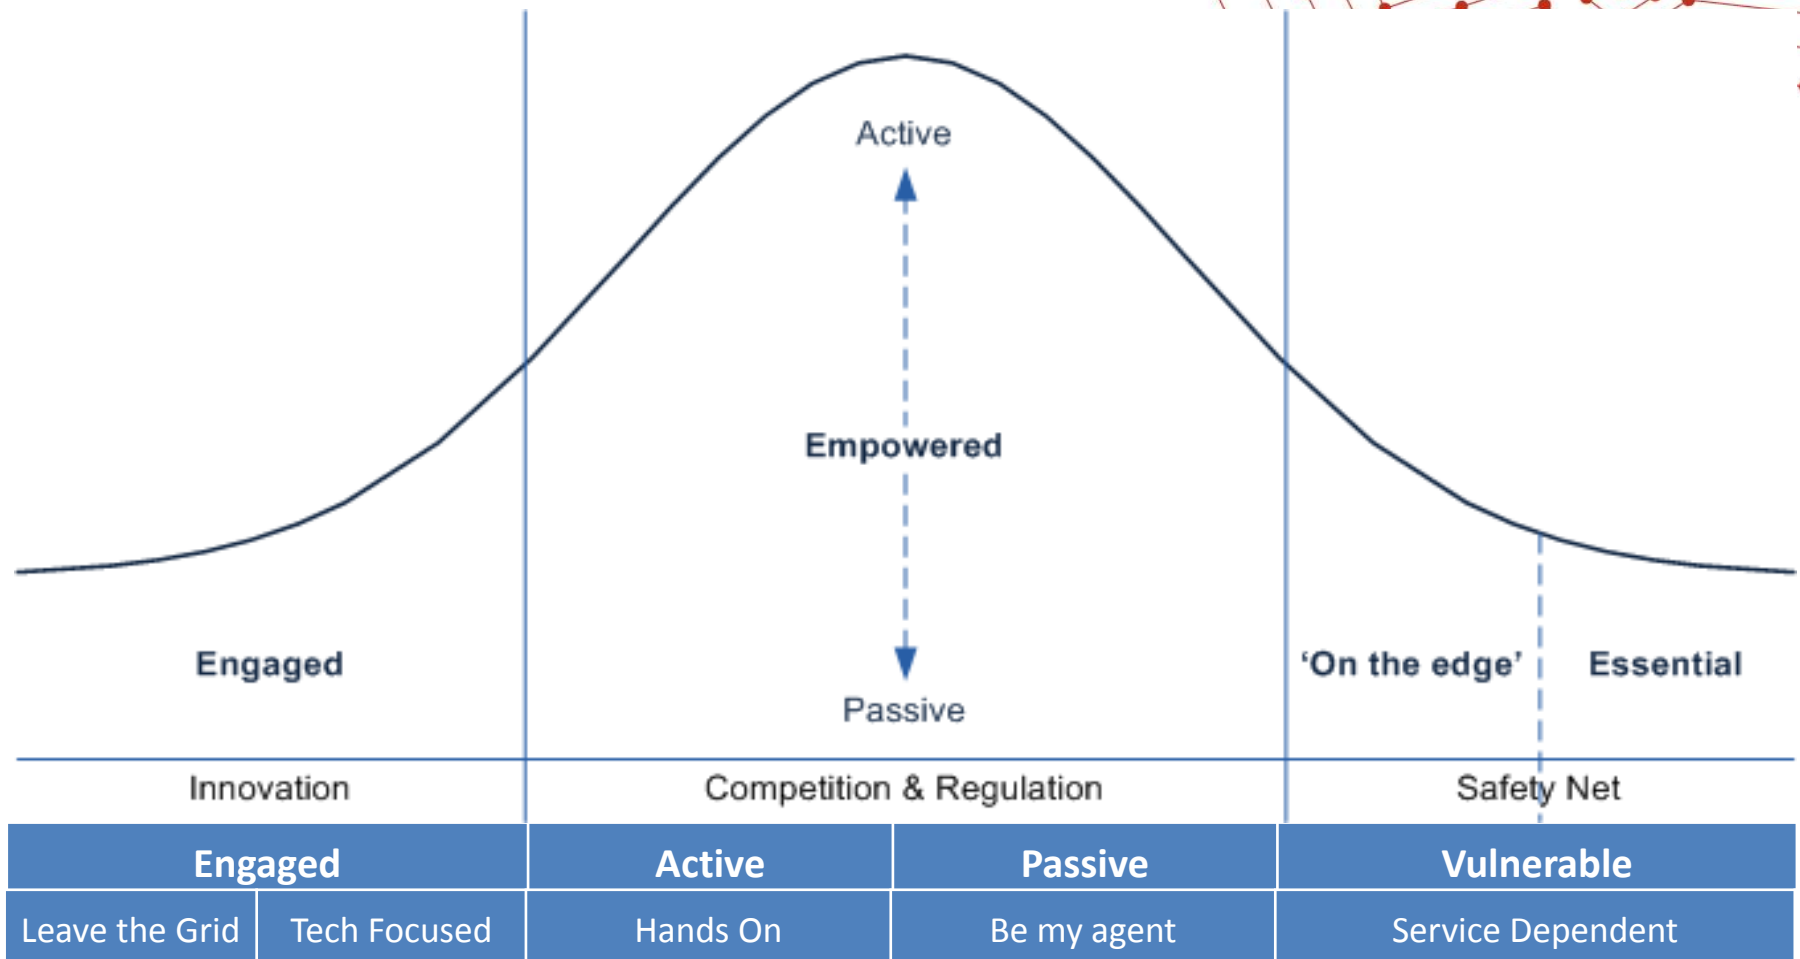 Active
Empowered
Passive
Engaged
‘On the edge’
Essential
Innovation
Competition & Regulation
Safety Net
Engaged
Active
Passive
Vulnerable
Leave the Grid
Tech Focused
Hands On
Be my agent
Service Dependent